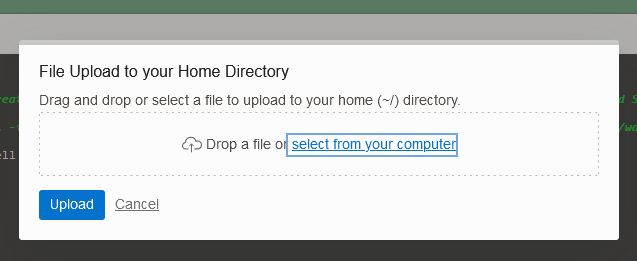 File Upload to your Home Directory
Drag and drop or select a file to upload to your home (~/) directory.
Drop a file or select from your computer
Upload Cancel
ell